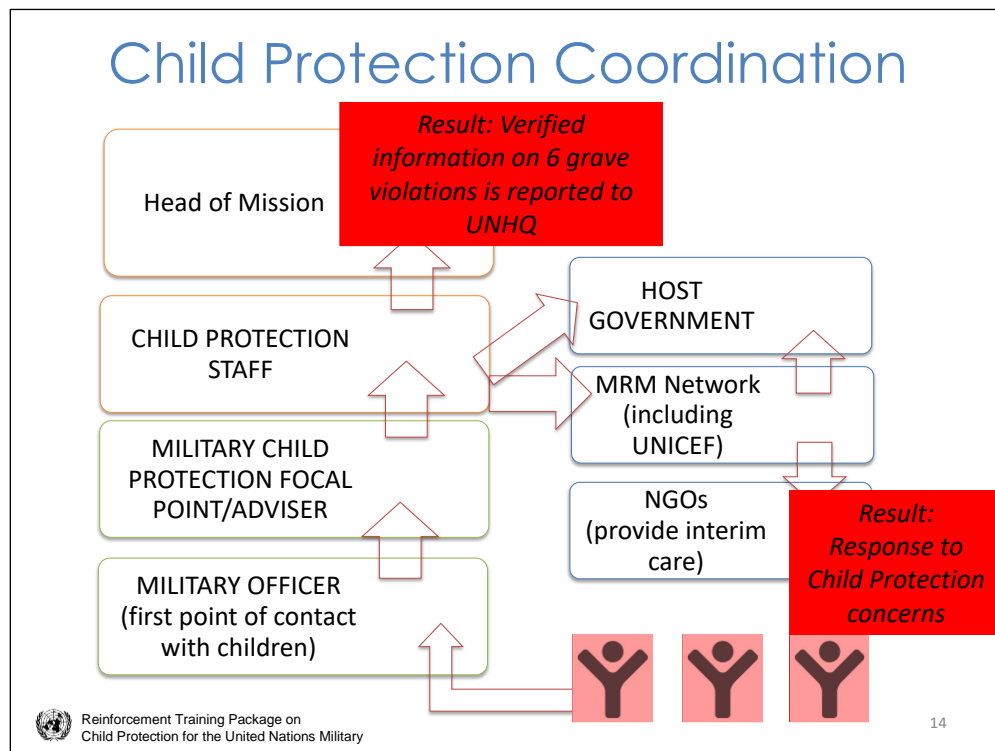 Child Protection Coordination
Result: Verified
information on 6 grave
violations is reported to
UNHQ
Head of Mission
HOST
GOVERNMENT
CHILD PROTECTION
STAFF
MRM Network
(including
UNICEF)
MILITARY CHILD
PROTECTION FOCAL
POINT/ADVISER
NGOs
(provide interim
care)
Result:
Response to
Child Protection
concerns
MILITARY OFFICER
(first point of contact
with children)
Reinforcement Training Package on
Child Protection for the United Nations Military
14